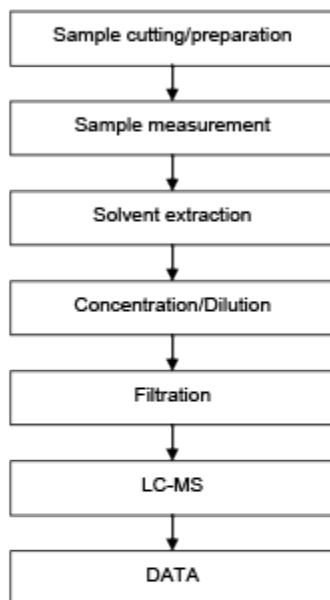 Sample cutting/preparation
Sample measurement
Solvent extraction
Concentration/Dilution
Filtration
LC-MS
DATA